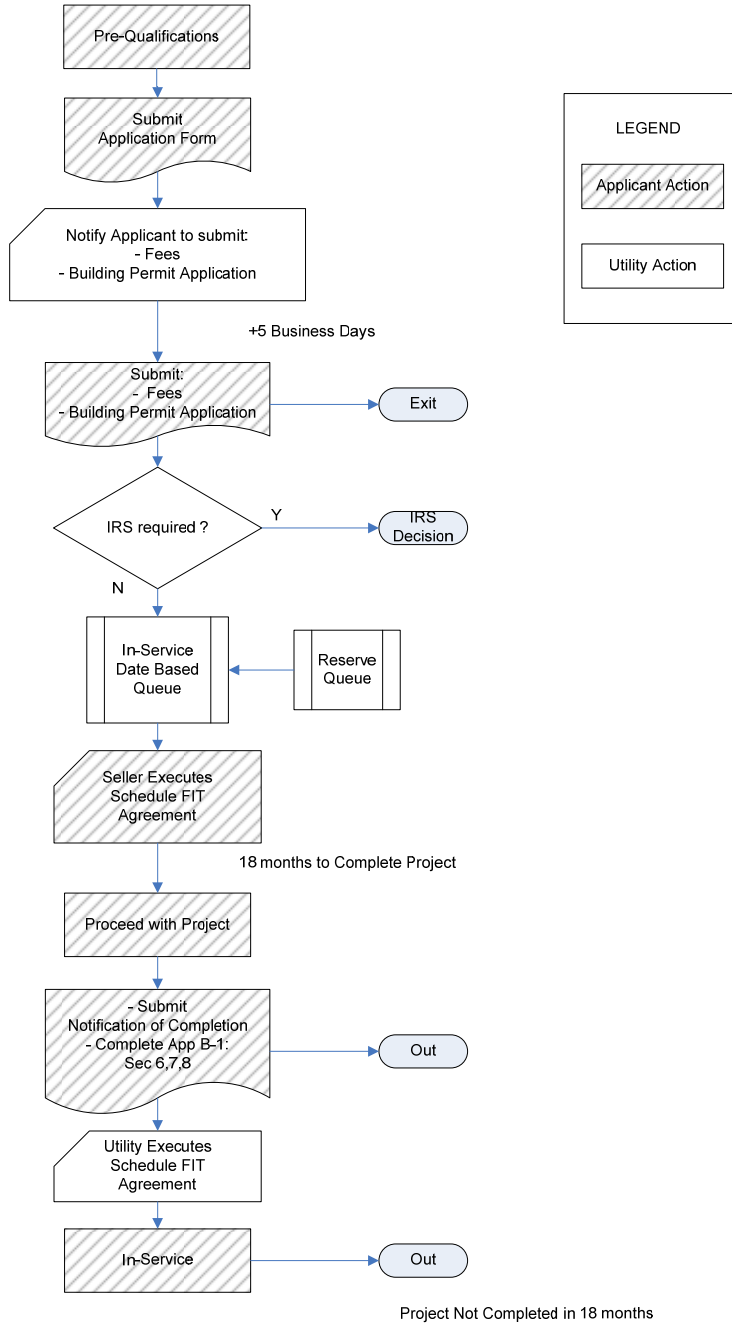 Pre-Qualifications
Submit
Application Form
LEGEND
Applicant Action
Utility Action
Notify Applicant to submit:
- Fees
- Building Permit Application
+5 Business Days
Submit:
- Fees
- Building Permit Application
Exit
IRS required ?
Y
IRS
Decision
N
In-Service
Date Based
Queue
Reserve
Queue
Seller Executes
Schedule FIT
Agreement
18 months to Complete Project
Proceed with Project
- Submit
Notification of Completion
- Complete App B-1:
Sec 6,7,8
Out
Utility Executes
Schedule FIT
Agreement
In-Service
Out
Project Not Completed in 18 months